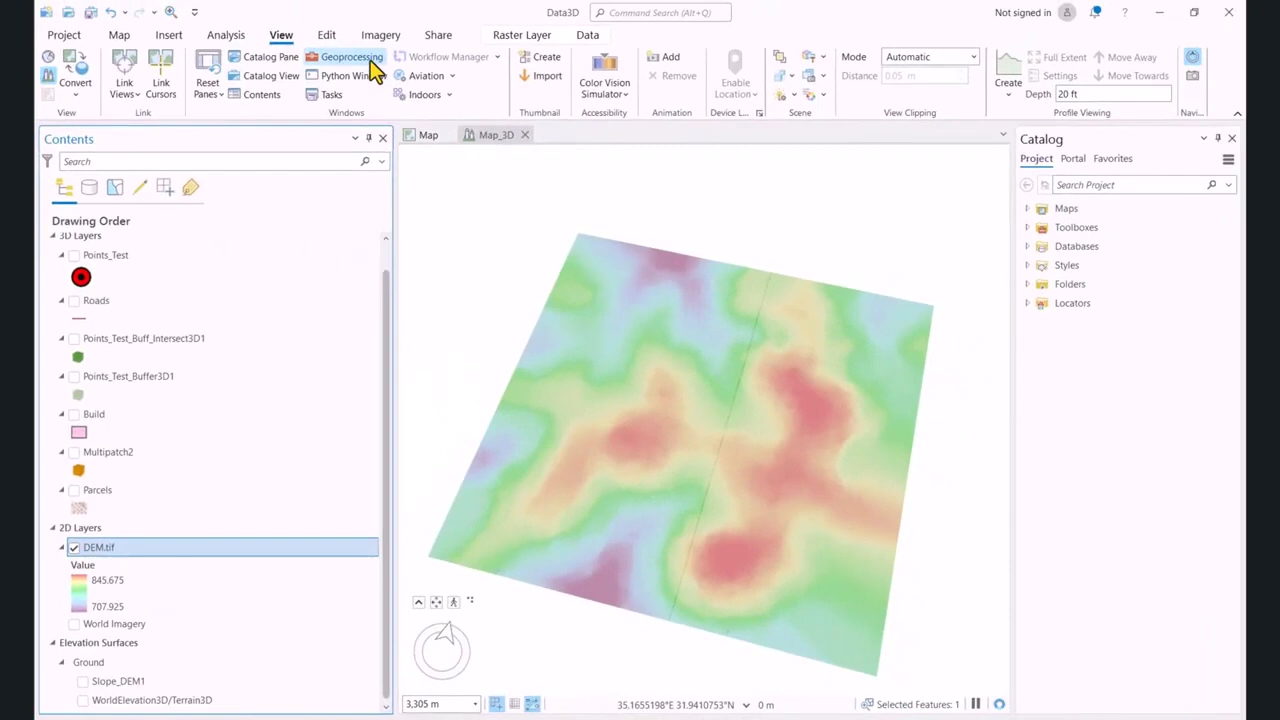 Data3D
Command Search (Alt+Q)
Not signed in
?
Project
Map
Insert
Analysis
View
Edit
Imagery
Share
Raster Layer
Data
Convert
Link Views
Link Cursors
Reset Panes
Catalog Pane
Catalog View
Contents
Geoprocessing
Python Win
Tasks
Workflow Manager
Aviation
Indoors
Create
Import
Color Vision Simulator
Add
Remove
Enable Location
Mode
Automatic
Distance
0.05 m
Full Extent
Move Away
Settings
Move Towards
Create
Depth 20 ft
View
Link
Windows
Thumbnail
Accessibility
Animation
Device L...
Scene
View Clipping
Profile Viewing
Navi...
Contents
Search
Drawing Order
3D Layers
Points_Test
Roads
Points_Test_Buff_Intersect3D1
Points_Test_Buffer3D1
Build
Multipatch2
Parcels
2D Layers
DEM.tif
Value
845.675
707.925
World Imagery
Elevation Surfaces
Ground
Slope_DEM1
WorldElevation3D/Terrain3D
Map
Map_3D
3,305 m
35.1655198°E 31.9410753°N
0 m
Selected Features: 1
Catalog
Project
Portal
Favorites
Search Project
Maps
Toolboxes
Databases
Styles
Folders
Locators